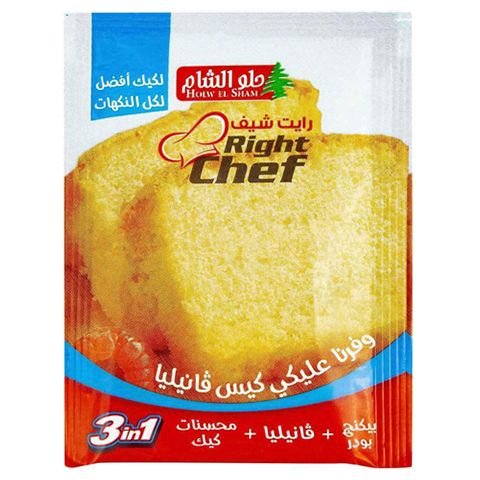 لكيك أفضل
لكل النكهات
حلو الشام
HOLW EL SHAM
رايت شيف
Right
Chef
وفرنا عليكي كيس ڤانيليا
3in1
بيكنج بودر + ڤانيليا + محسنات كيك